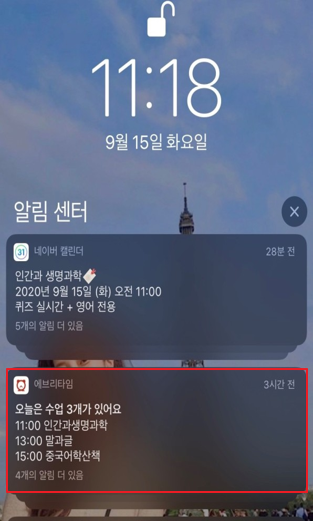 11:18
9월 15일 화요일
알림 센터
31 네이버 캘린더 28분 전
인간과 생명과학
2020년 9월 15일 (화) 오전 11:00
퀴즈 실시간 + 영어 전용
5개의 알림 더 있음
에브리타임 3시간 전
오늘은 수업 3개가 있어요
11:00 인간과생명과학
13:00 말과글
15:00 중국어학산책
4개의 알림 더 있음